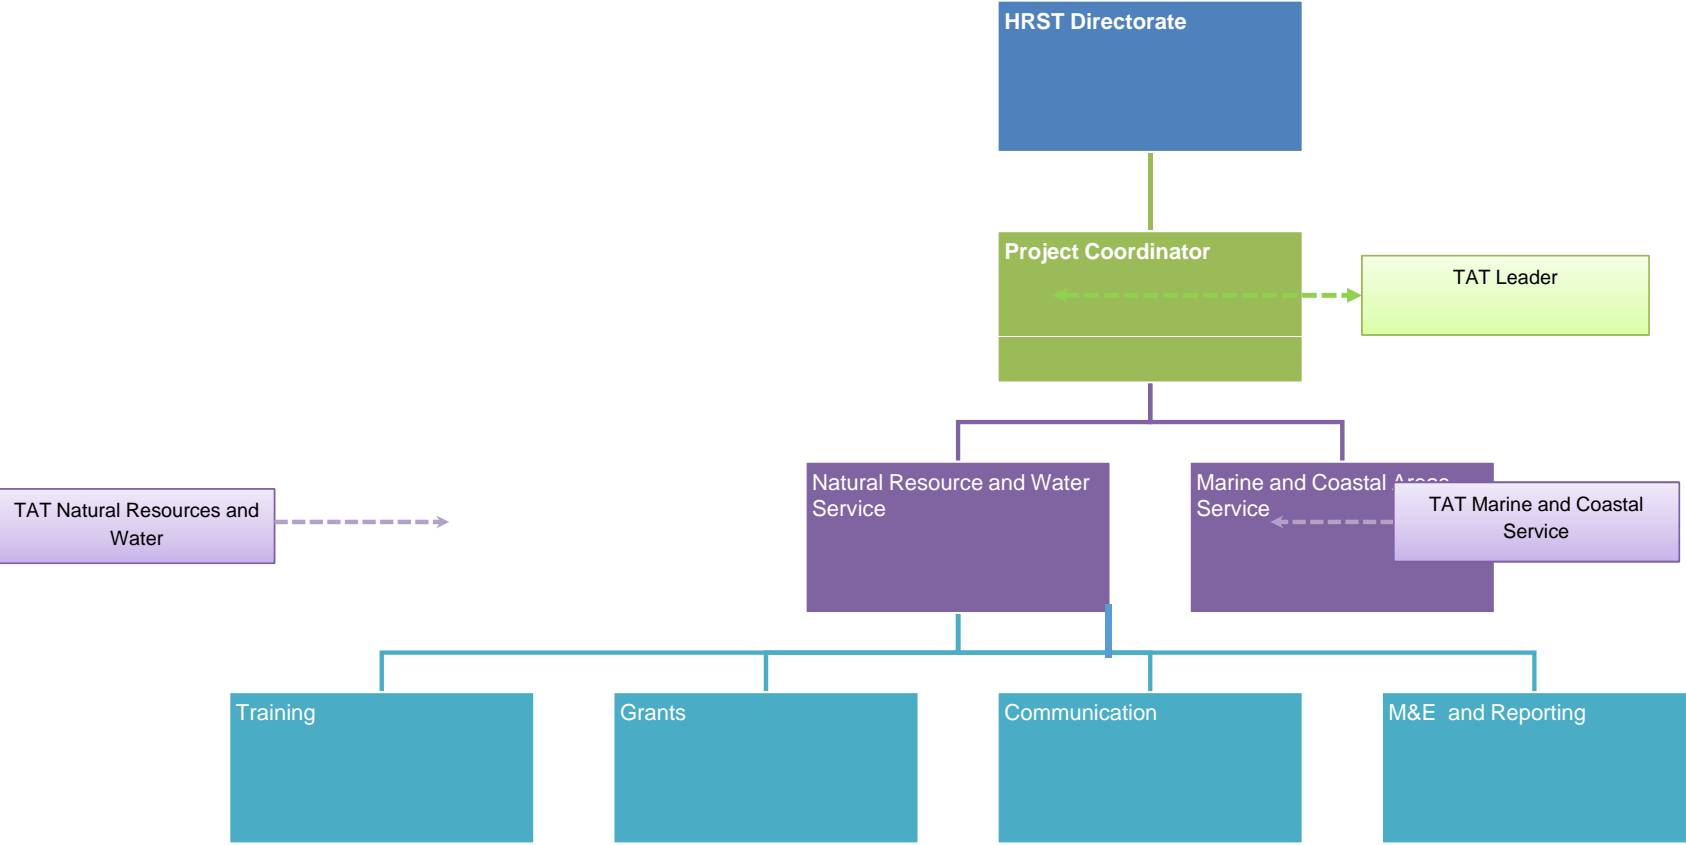 HRST Directorate
Project Coordinator
TAT Leader
Natural Resource and Water
Service
Marine and Coastal Areas
Service
TAT Natural Resources and
Water
TAT Marine and Coastal
Service
Training
Grants
Communication
M&E  and Reporting